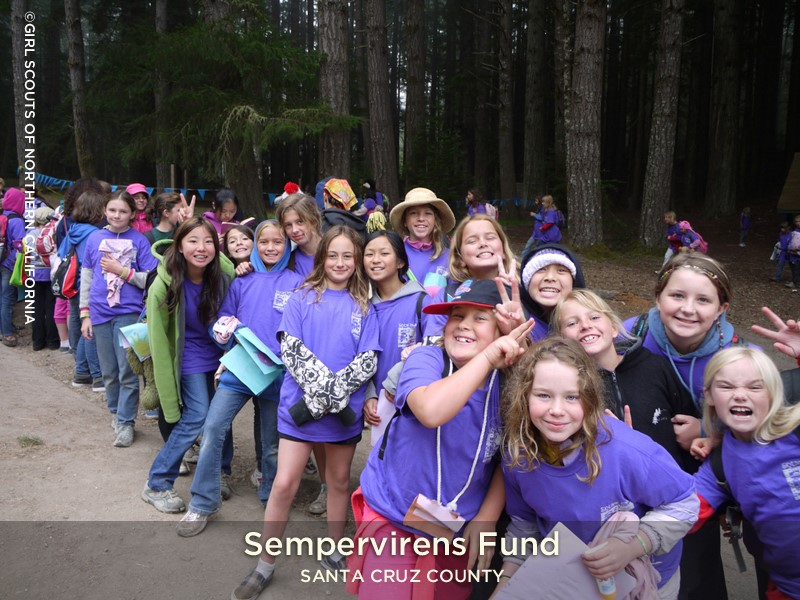 ©GIRL SCOUTS OF NORTHERN CALIFORNIA
Sempervirens Fund
SANTA CRUZ COUNTY